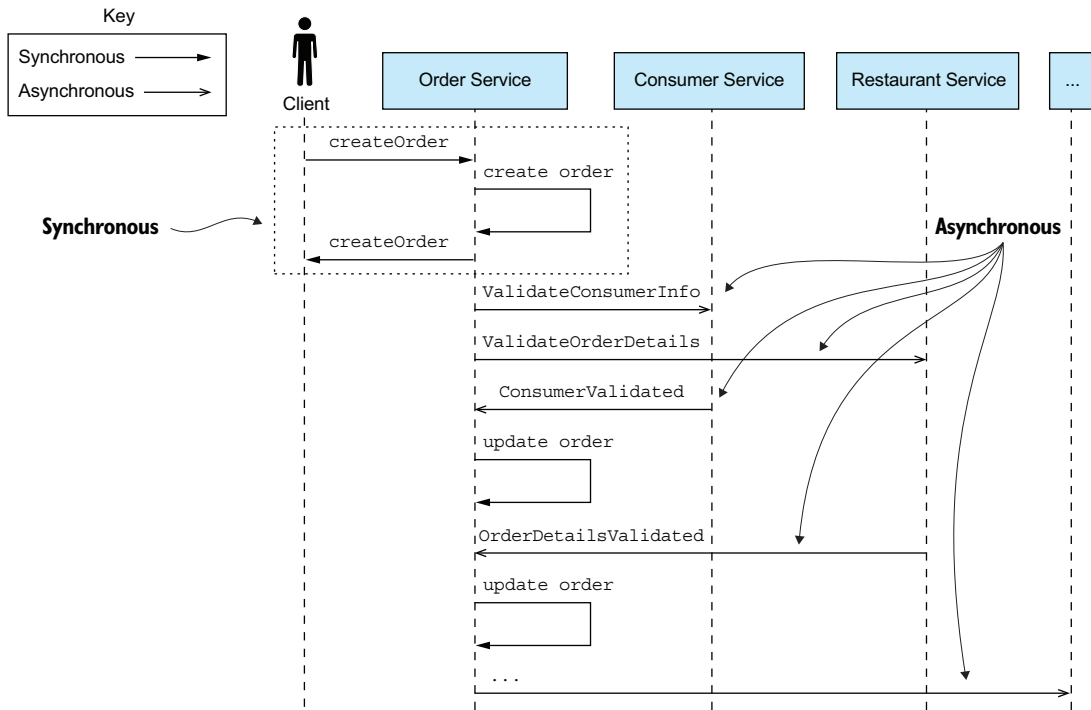 Key
Synchronous
Asynchronous
Client
Order Service
Consumer Service
Restaurant Service
...
createOrder
create order
Synchronous
Asynchronous
createOrder
ValidateConsumerInfo
ValidateOrderDetails
ConsumerValidated
update order
OrderDetailsValidated
update order
...